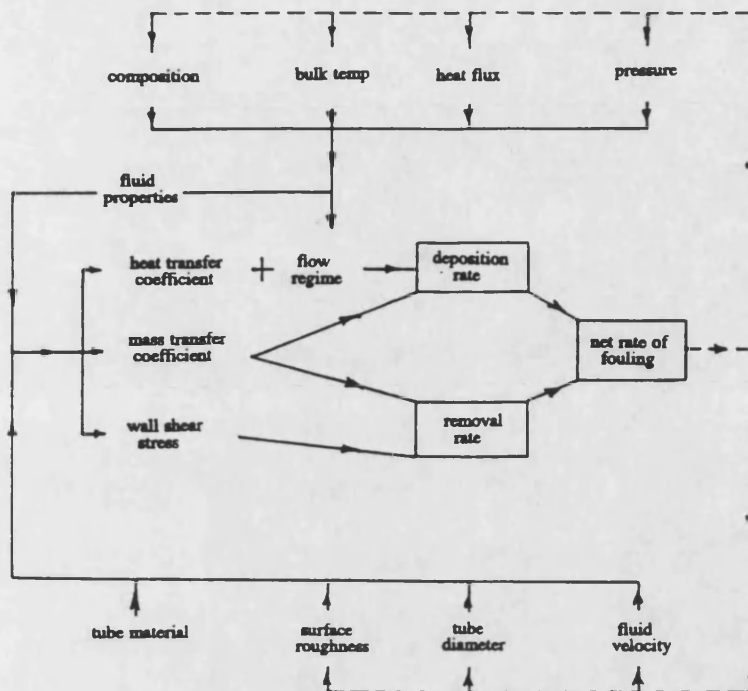 composition bulk temp heat flux pressure
fluid
properties
heat transfer
coefficient
+ flow
regime
deposition
rate
mass transfer
coefficient
net rate of
fouling
wall shear
stress
removal
rate
tube material
surface
roughness
tube
diameter
fluid
velocity